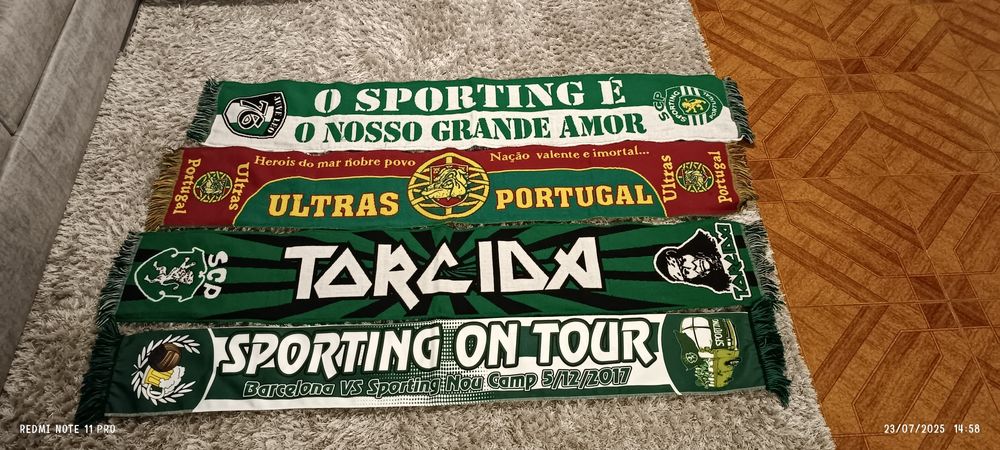 O SPORTING É
O NOSSO GRANDE AMOR
SCP
SPORTING
Herois do mar nobre povo
Nação valente e imortal...
Ultras
Portugal
ULTRAS PORTUGAL
Ultras
Portugal
SCP
TORCIDA
SPORTING ON TOUR
Barcelona VS Sporting Nou Camp 5/12/2017
SPORTING
REDMI NOTE 11 PRO
23/07/2025 14:58